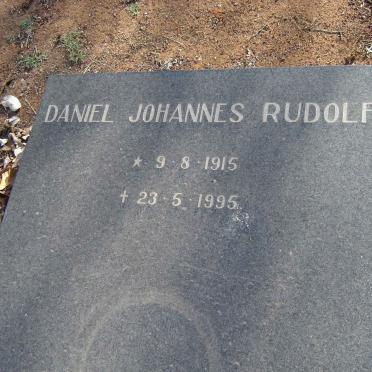 DANIEL JOHANNES RUDOLF
* 9·8·1915
† 23·5·1995